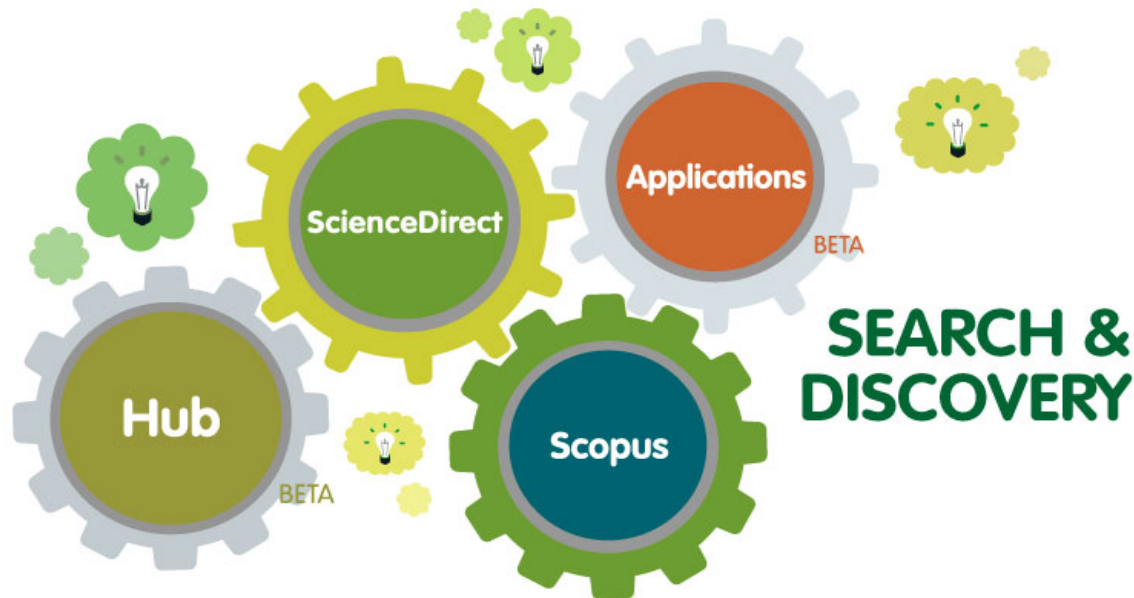 Applications
BETA
ScienceDirect
SEARCH &
DISCOVERY
Hub
BETA
Scopus